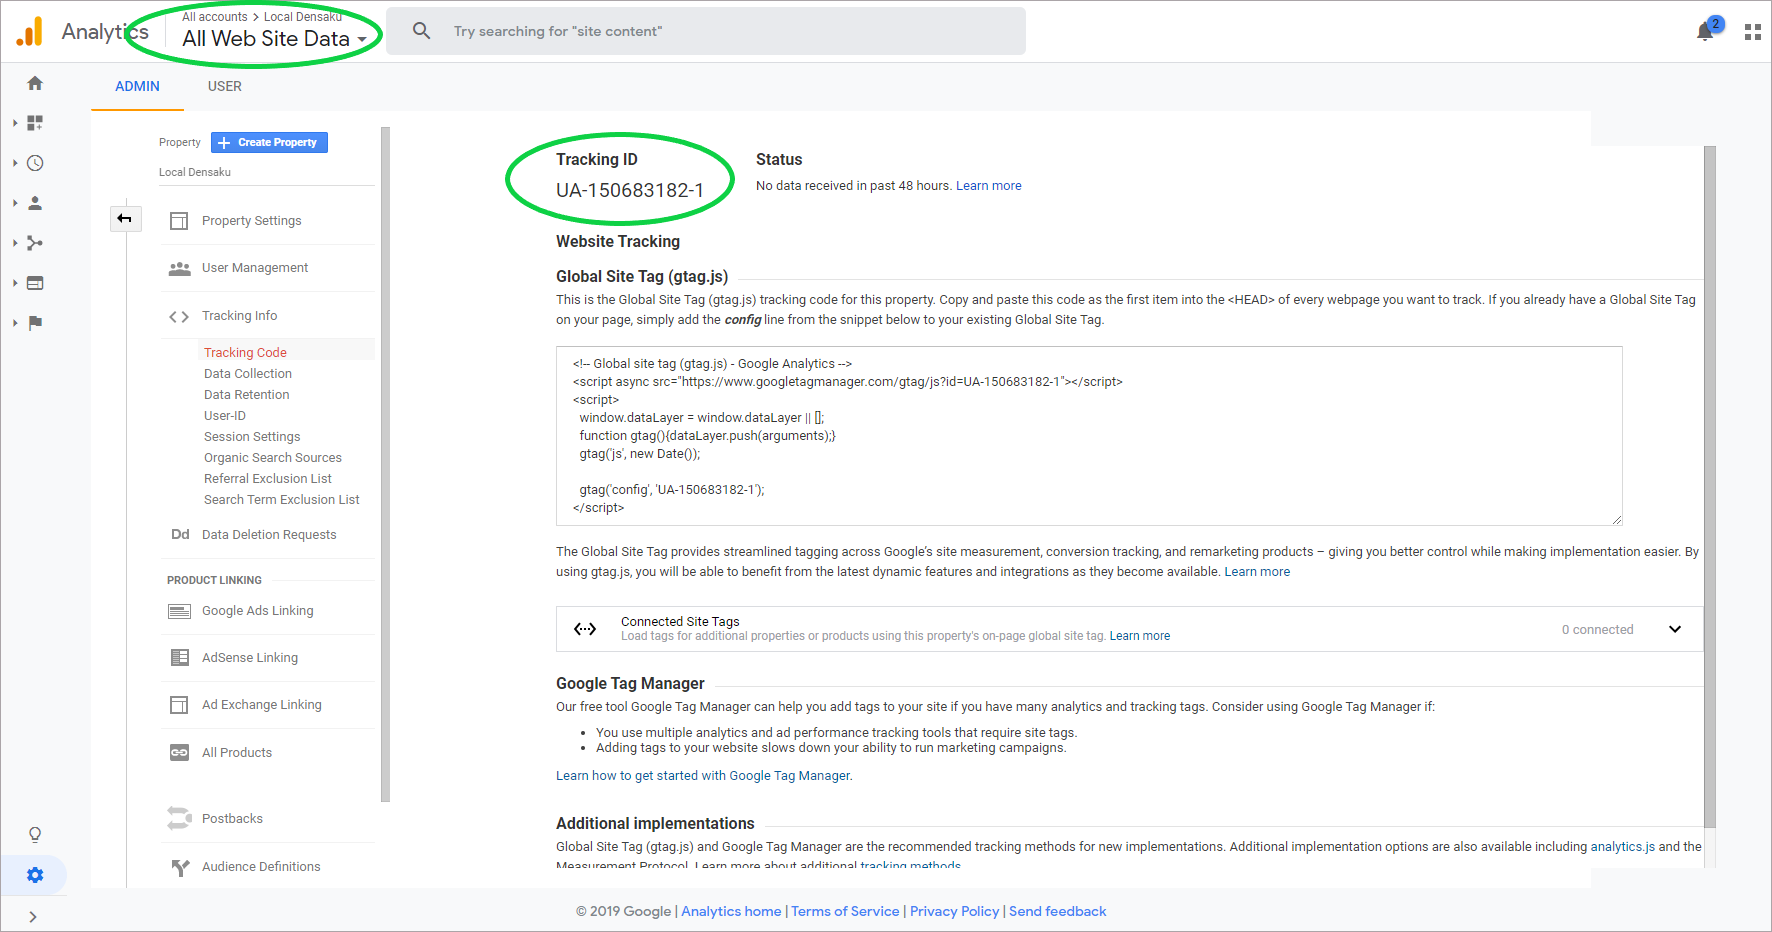 Analytics
All accounts > Local Densaku
All Web Site Data
Try searching for "site content"
2
ADMIN
USER
Property
+ Create Property
Local Densaku
Property Settings
User Management
<> Tracking Info
Tracking Code
Data Collection
Data Retention
User-ID
Session Settings
Organic Search Sources
Referral Exclusion List
Search Term Exclusion List
Dd Data Deletion Requests
PRODUCT LINKING
Google Ads Linking
AdSense Linking
Ad Exchange Linking
All Products
Postbacks
Audience Definitions
Tracking ID
UA-150683182-1
Status
No data received in past 48 hours. Learn more
Website Tracking
Global Site Tag (gtag.js)
This is the Global Site Tag (gtag.js) tracking code for this property. Copy and paste this code as the first item into the <HEAD> of every webpage you want to track. If you already have a Global Site Tag
on your page, simply add the config line from the snippet below to your existing Global Site Tag.
<!-- Global site tag (gtag.js) - Google Analytics -->
<script async src="https://www.googletagmanager.com/gtag/js?id=UA-150683182-1"></script>
<script>
window.dataLayer = window.dataLayer || [];
function gtag(){dataLayer.push(arguments);}
gtag('js', new Date());
gtag('config', 'UA-150683182-1');
</script>
The Global Site Tag provides streamlined tagging across Google's site measurement, conversion tracking, and remarketing products – giving you better control while making implementation easier. By
using gtag.js, you will be able to benefit from the latest dynamic features and integrations as they become available. Learn more
Connected Site Tags
Load tags for additional properties or products using this property's on-page global site tag. Learn more
0 connected
Google Tag Manager
Our free tool Google Tag Manager can help you add tags to your site if you have many analytics and tracking tags. Consider using Google Tag Manager if:
• You use multiple analytics and ad performance tracking tools that require site tags.
• Adding tags to your website slows down your ability to run marketing campaigns.
Learn how to get started with Google Tag Manager.
Additional implementations
Global Site Tag (gtag.js) and Google Tag Manager are the recommended tracking methods for new implementations. Additional implementation options are also available including analytics.js and the
Measurement Protocol. Learn more about additional tracking methods.
© 2019 Google | Analytics home | Terms of Service | Privacy Policy | Send feedback